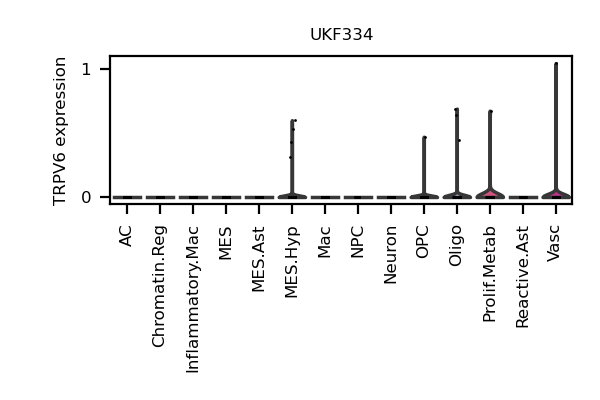 UKF334
TRPV6 expression
1
0
AC
Chromatin.Reg
Inflammatory.Mac
MES
MES.Ast
MES.Hyp
Mac
NPC
Neuron
OPC
Oligo
Prolif.Metab
Reactive.Ast
Vasc